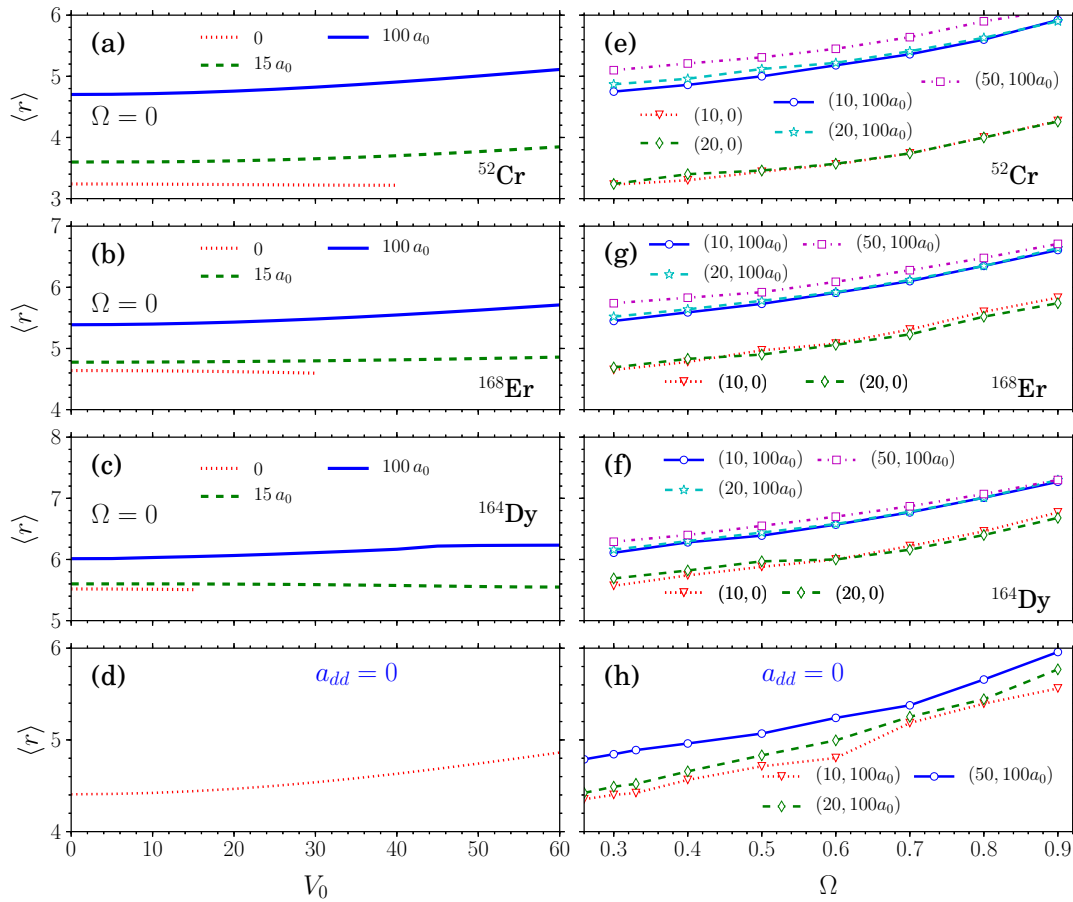 (a)
0
100 a₀
15 a₀
Ω = 0
⁵²Cr
⟨r⟩
6
5
4
3
(e)
(50, 100a₀)
(10, 0)
(10, 100a₀)
(20, 0)
(20, 100a₀)
⁵²Cr
(b)
0
100 a₀
15 a₀
Ω = 0
¹⁶⁸Er
⟨r⟩
7
6
5
4
(g)
(10, 100a₀)
(50, 100a₀)
(20, 100a₀)
(10, 0)
(20, 0)
¹⁶⁸Er
(c)
0
100 a₀
15 a₀
Ω = 0
¹⁶⁴Dy
⟨r⟩
8
7
6
5
(f)
(10, 100a₀)
(50, 100a₀)
(20, 100a₀)
(10, 0)
(20, 0)
¹⁶⁴Dy
(d)
a_dd = 0
⟨r⟩
6
5
4
0 10 20 30 40 50 60
V₀
(h)
a_dd = 0
(10, 100a₀)
(50, 100a₀)
(20, 100a₀)
0.3 0.4 0.5 0.6 0.7 0.8 0.9
Ω